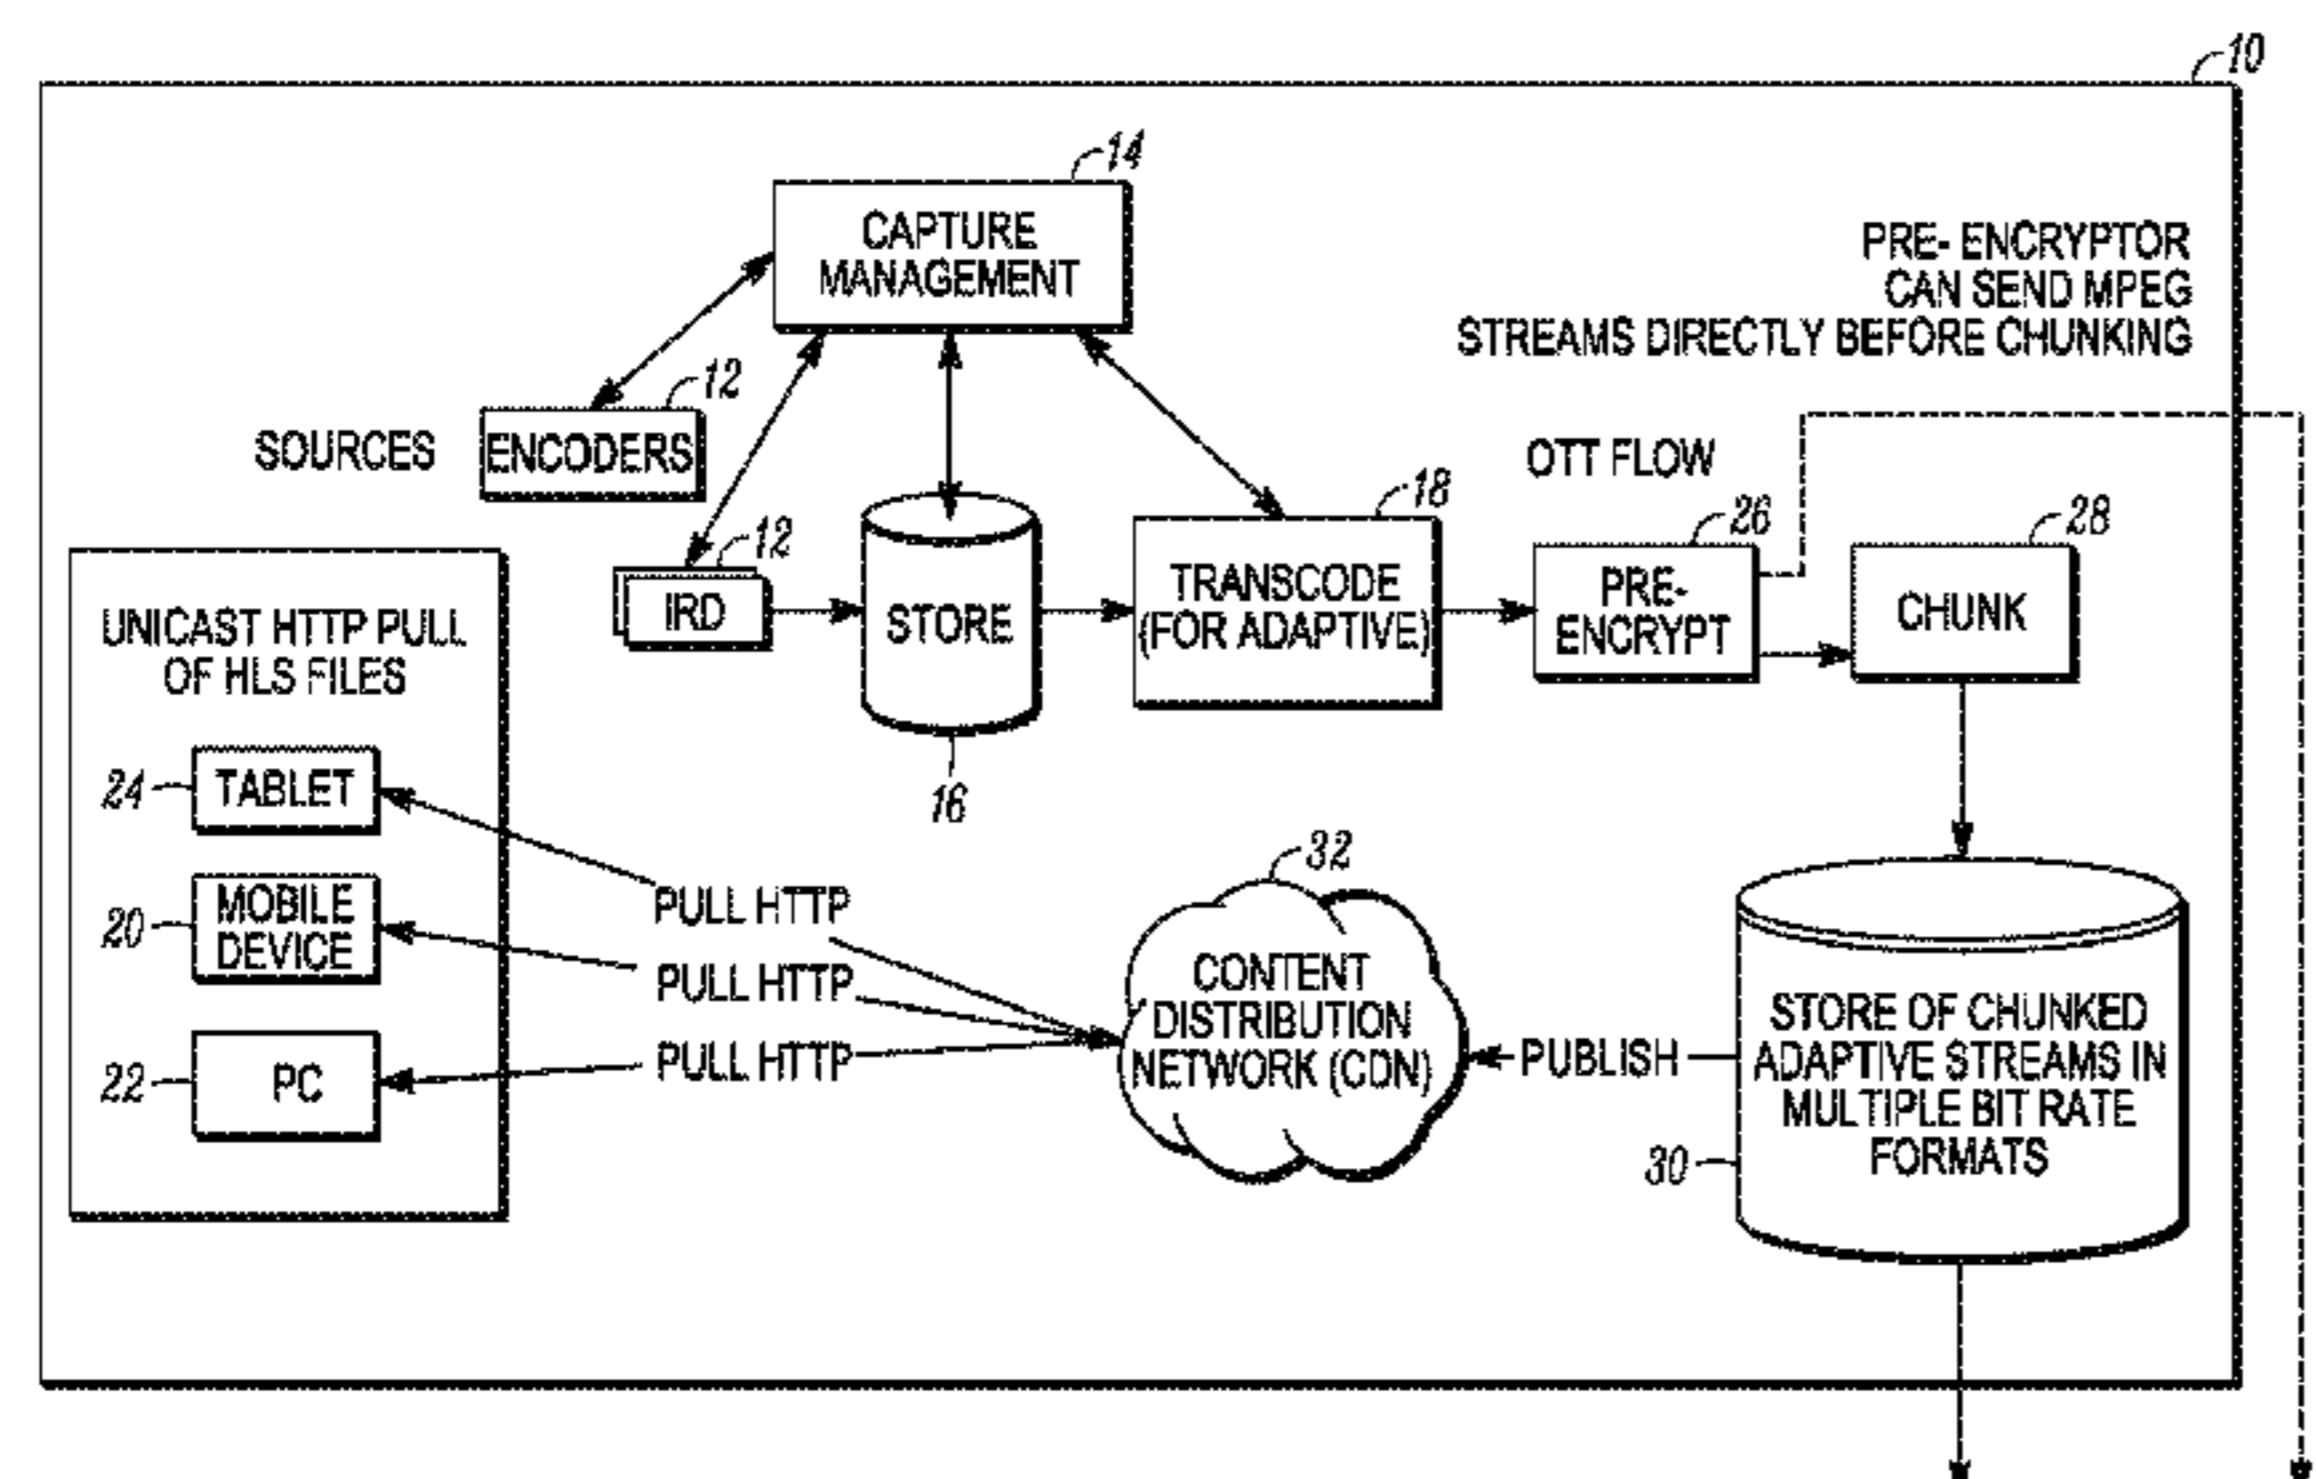 10
14
CAPTURE
MANAGEMENT
PRE- ENCRYPTOR
CAN SEND MPEG
STREAMS DIRECTLY BEFORE CHUNKING
12
SOURCES
ENCODERS
OTT FLOW
12
IRD
STORE
16
18
TRANSCODE
(FOR ADAPTIVE)
26
PRE-
ENCRYPT
28
CHUNK
UNICAST HTTP PULL
OF HLS FILES
24
TABLET
20
MOBILE
DEVICE
22
PC
PULL HTTP
PULL HTTP
PULL HTTP
32
CONTENT
DISTRIBUTION
NETWORK (CDN)
PUBLISH
STORE OF CHUNKED
ADAPTIVE STREAMS IN
MULTIPLE BIT RATE
FORMATS
30